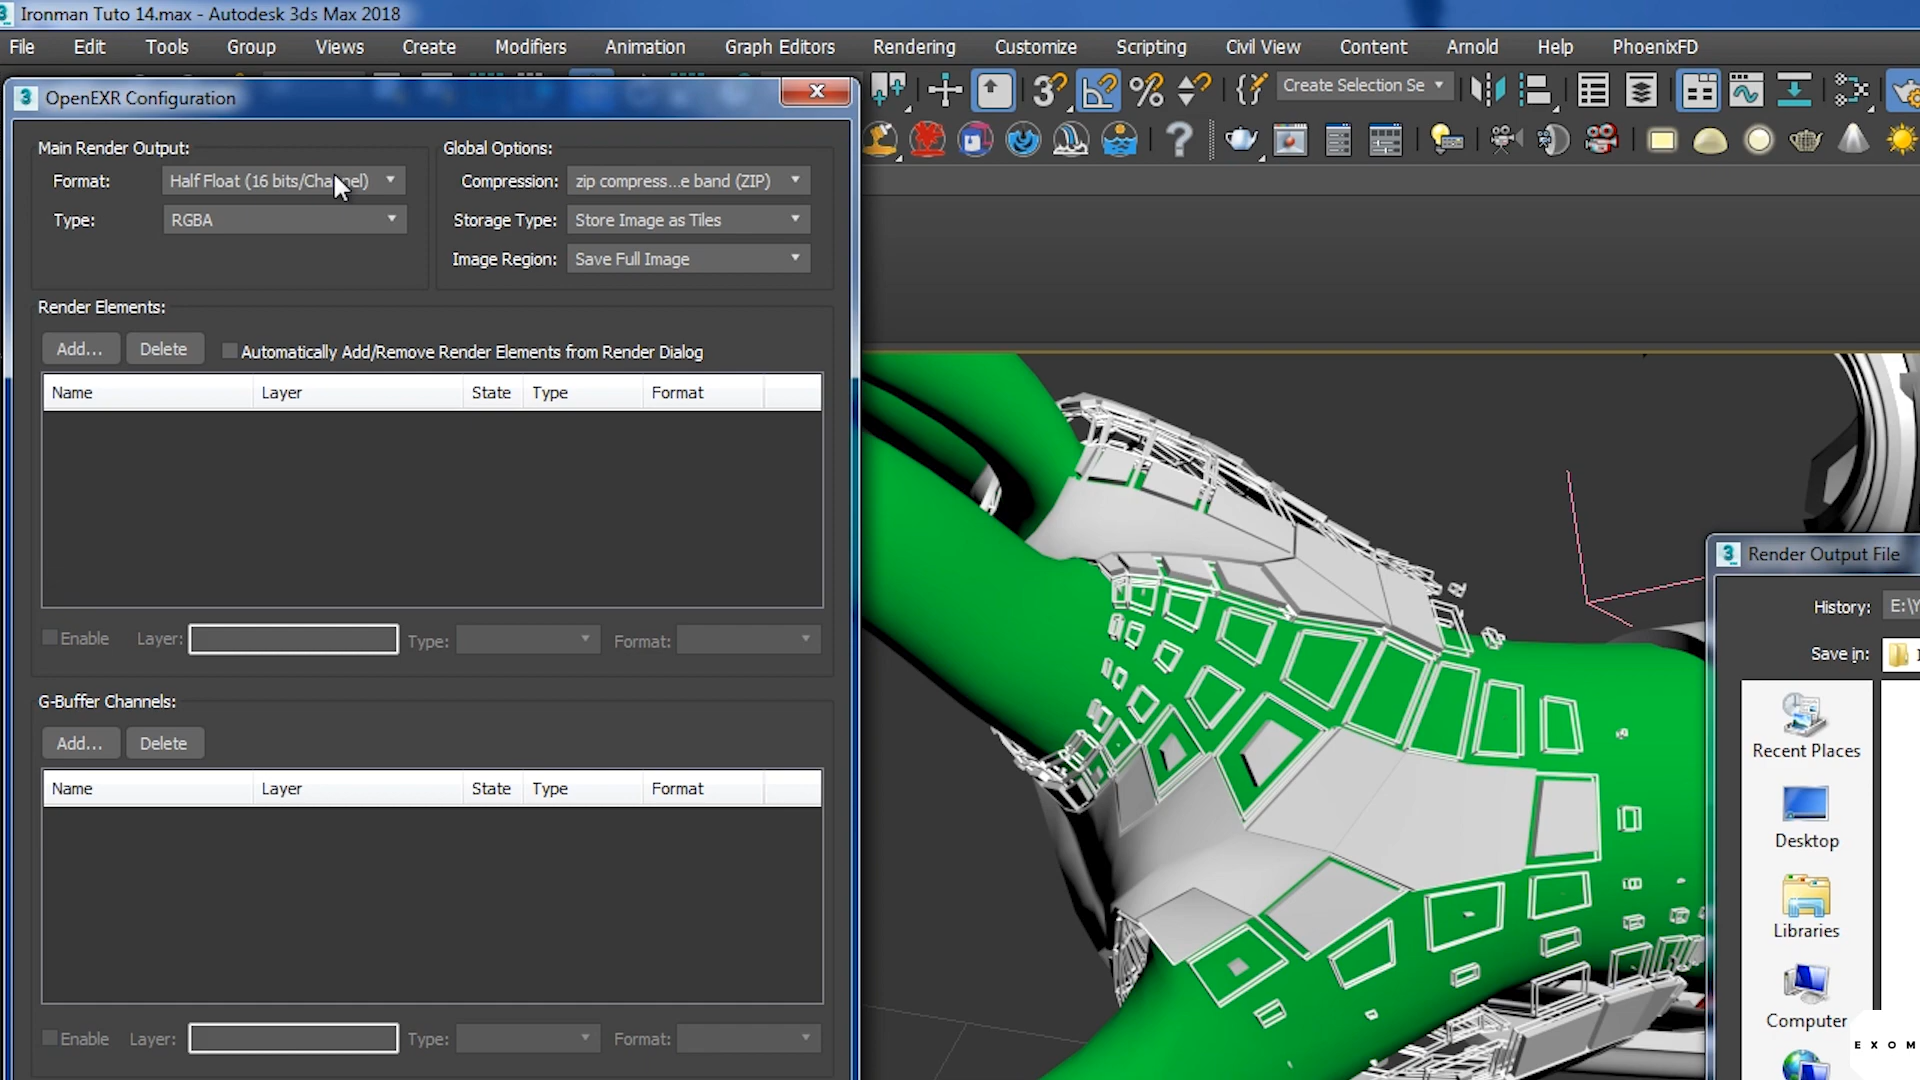 Ironman Tuto 14.max - Autodesk 3ds Max 2018
File Edit Tools Group Views Create Modifiers Animation Graph Editors Rendering Customize Scripting Civil View Content Arnold Help PhoenixFD
Create Selection Se
OpenEXR Configuration
Main Render Output:
Format: Half Float (16 bits/Channel)
Type: RGBA
Global Options:
Compression: zip compress...e band (ZIP)
Storage Type: Store Image as Tiles
Image Region: Save Full Image
Render Elements:
Add... Delete Automatically Add/Remove Render Elements from Render Dialog
Name Layer State Type Format
Enable Layer: Type: Format:
G-Buffer Channels:
Add... Delete
Name Layer State Type Format
Enable Layer: Type: Format:
Render Output File
History: E:\Y
Save in:
Recent Places
Desktop
Libraries
Computer
EXOM